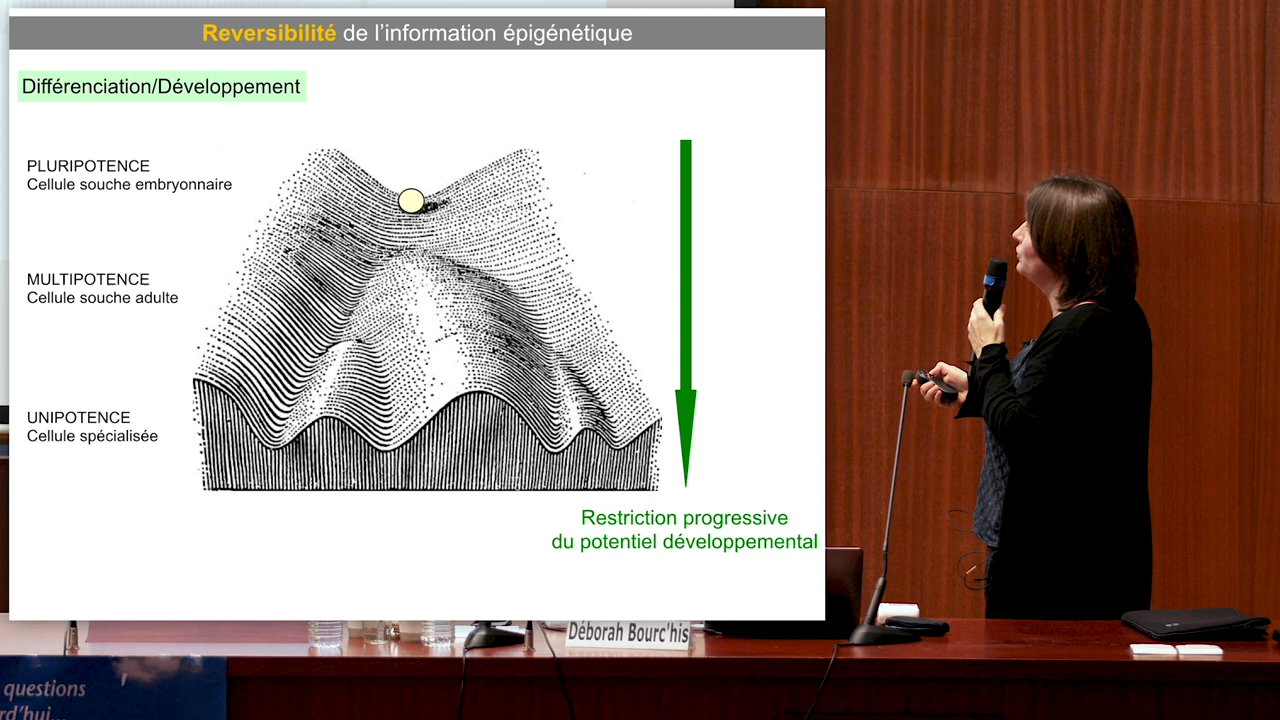 Reversibilité de l’information épigénétique
Différenciation/Développement
PLURIPOTENCE
Cellule souche embryonnaire
MULTIPOTENCE
Cellule souche adulte
UNIPOTENCE
Cellule spécialisée
Restriction progressive
du potentiel développemental
Déborah Bourc'his
questions
rd'hui...